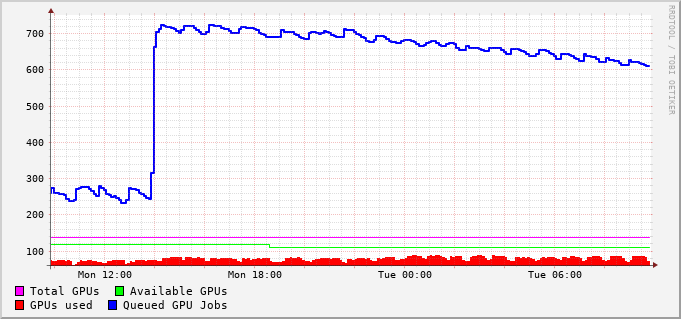 700
600
500
400
300
200
100
Mon 12:00 Mon 18:00 Tue 00:00 Tue 06:00
Total GPUs Available GPUs
GPUs used Queued GPU Jobs
RRDTOOL / TOBI OETIKER